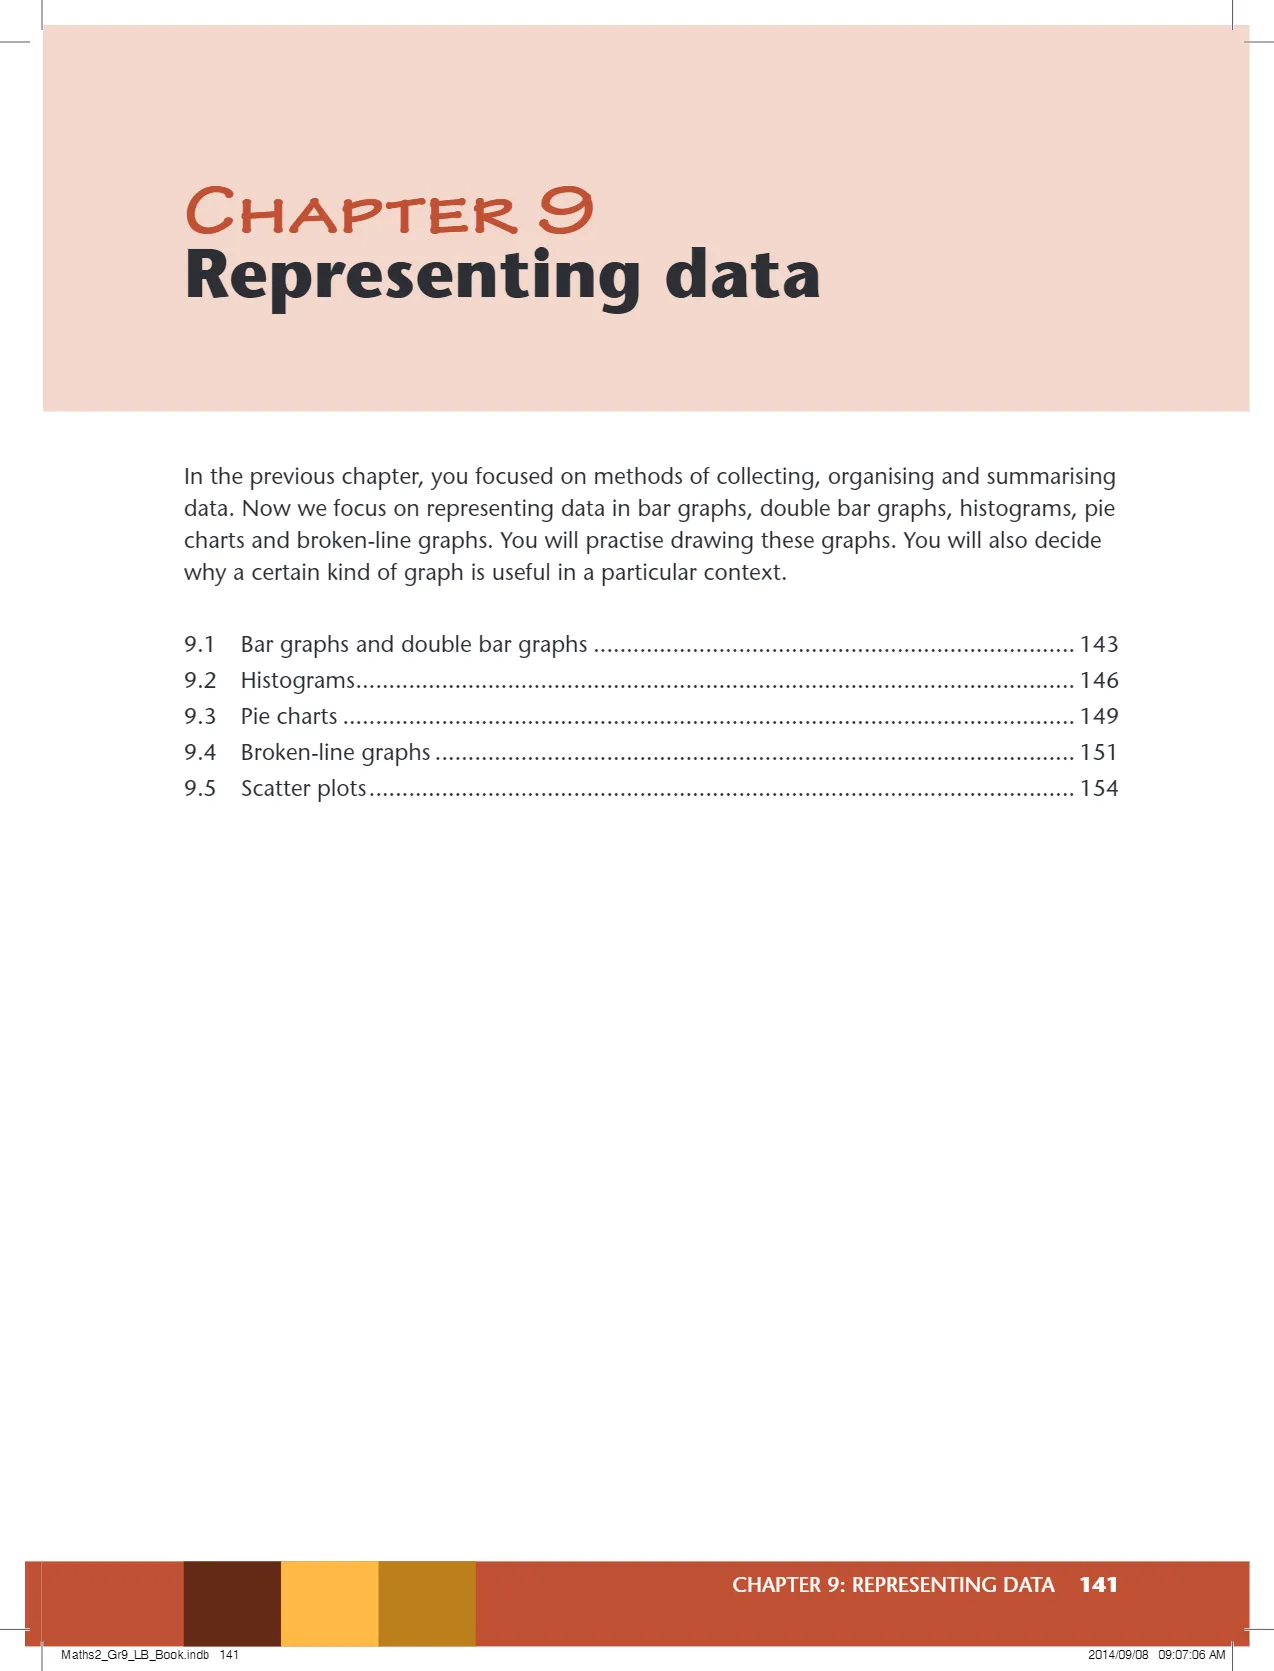 CHAPTER 9
Representing data
In the previous chapter, you focused on methods of collecting, organising and summarising
data. Now we focus on representing data in bar graphs, double bar graphs, histograms, pie
charts and broken-line graphs. You will practise drawing these graphs. You will also decide
why a certain kind of graph is useful in a particular context.
9.1 Bar graphs and double bar graphs ........................................................................ 143
9.2 Histograms............................................................................................................ 146
9.3 Pie charts .............................................................................................................. 149
9.4 Broken-line graphs ................................................................................................ 151
9.5 Scatter plots.......................................................................................................... 154
CHAPTER 9: REPRESENTING DATA 141
Maths2_Gr9_LB_Book.indb 141 2014/09/08 09:07:06 AM